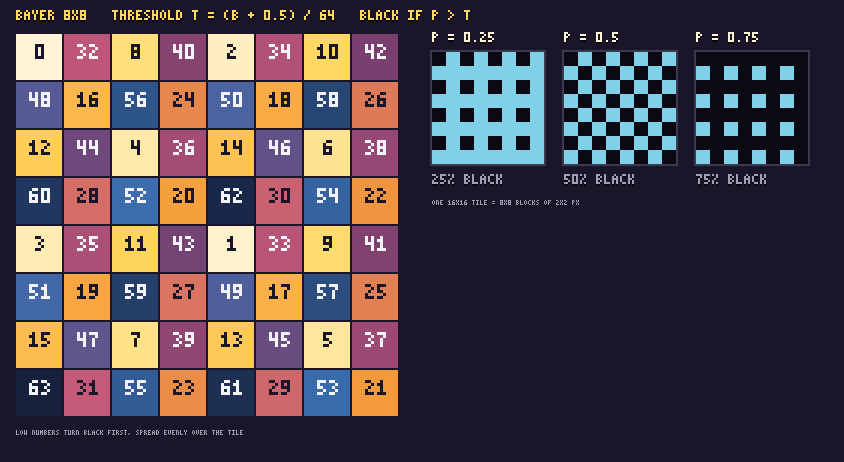 BAYER 8X8   THRESHOLD T = (B + 0.5) / 64   BLACK IF P > T
P = 0.25   P = 0.5   P = 0.75
0 32 8 40 2 34 10 42
48 16 56 24 50 18 58 26
12 44 4 36 14 46 6 38
60 28 52 20 62 30 54 22
3 35 11 43 1 33 9 41
51 19 59 27 49 17 57 25
15 47 7 39 13 45 5 37
63 31 55 23 61 29 53 21
25% BLACK   50% BLACK   75% BLACK
ONE 16X16 TILE = 8X8 BLOCKS OF 2X2 PX
LOW NUMBERS TURN BLACK FIRST, SPREAD EVENLY OVER THE TILE